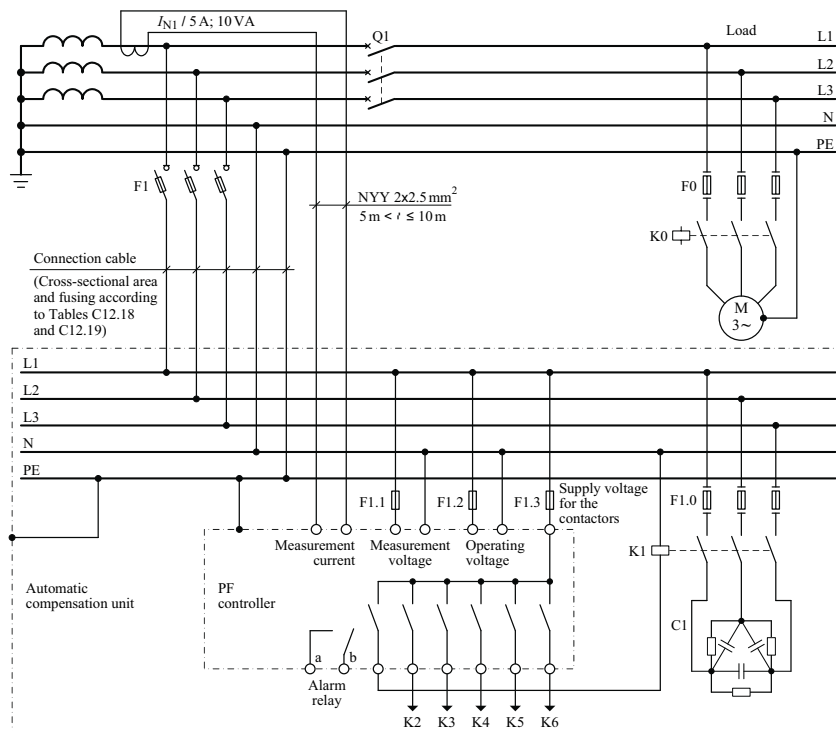 I_N1 / 5 A; 10 VA
Q1
Load
L1
L2
L3
N
PE
F1
NYY 2x2.5 mm²
5 m < ℓ ≤ 10 m
F0
K0
M
3~
Connection cable
(Cross-sectional area
and fusing according
to Tables C12.18
and C12.19)
L1
L2
L3
N
PE
F1.1
F1.2
F1.3
Supply voltage
for the
contactors
F1.0
Measurement
current
Measurement
voltage
Operating
voltage
K1
Automatic
compensation unit
PF
controller
C1
a
b
Alarm
relay
K2
K3
K4
K5
K6